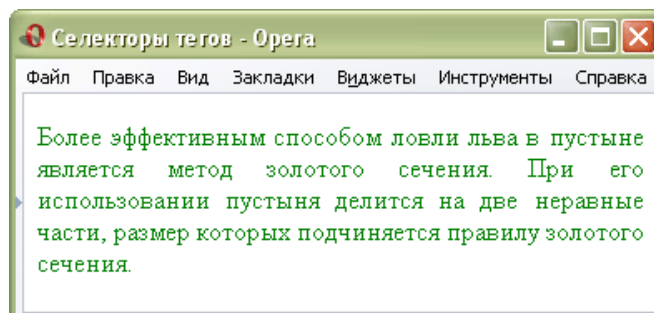 Селекторы тегов - Opera
Файл Правка Вид Закладки Виджеты Инструменты Справка
Более эффективным способом ловли льва в пустыне
является метод золотого сечения. При его
использовании пустыня делится на две неравные
части, размер которых подчиняется правилу золотого
сечения.